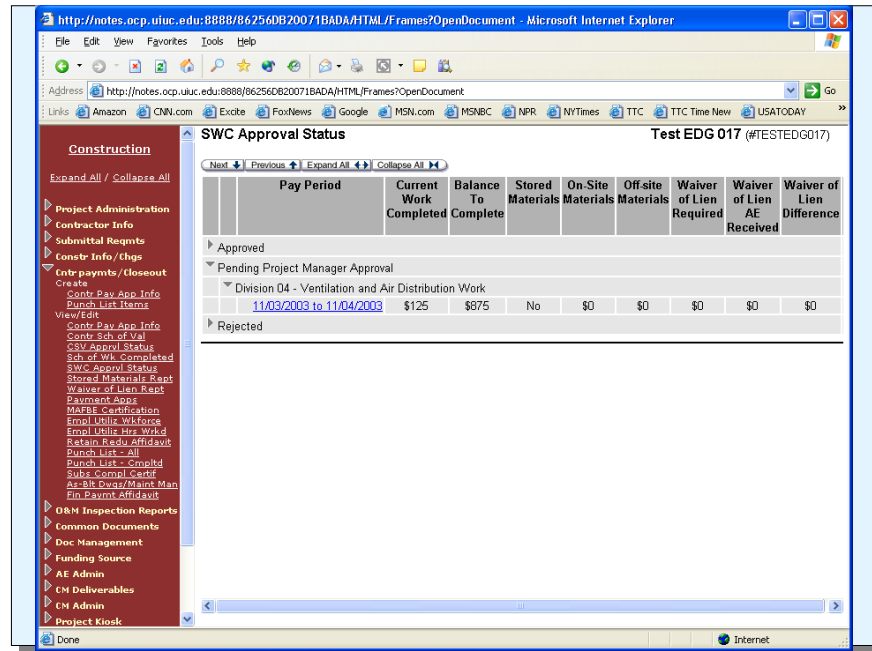 http://notes.ocp.uiuc.edu:8888/86256DB20071BADA/HTML/Frames?OpenDocument - Microsoft Internet Explorer
File Edit View Favorites Tools Help
Address http://notes.ocp.uiuc.edu:8888/86256DB20071BADA/HTML/Frames?OpenDocument Go
Links Amazon CNN.com Excite FoxNews Google MSN.com MSNBC NPR NYTimes TTC TTC Time New USATODAY »
Construction
Expand All / Collapse All
Project Administration
Contractor Info
Submittal Reqmts
Constr Info/Chgs
Cntr paymts/Closeout
Create
Contr Pay App Info
Punch List Items
View/Edit
Contr Pay App Info
Contr Sch of Val
CSV Apprvl Status
Sch of Wk Completed
SWC Apprvl Status
Stored Materials Rept
Waiver of Lien Rept
Payment Apps
MAFBE Certification
Empl Utiliz Wkforce
Empl Utiliz Hrs Wrkd
Retain Redu Affidavit
Punch List - All
Punch List - Cmpltd
Subs Compl Certif
As-Blt Dwgs/Maint Man
Fin Paymt Affidavit
O&M Inspection Reports
Common Documents
Doc Management
Funding Source
AE Admin
CM Deliverables
CM Admin
Project Kiosk
SWC Approval Status Test EDG 017 (#TESTEDG017)
Next Previous Expand All Collapse All
Pay Period Current Work Completed Balance To Complete Stored Materials On-Site Materials Off-site Materials Waiver of Lien Required Waiver of Lien AE Received Waiver of Lien Difference
Approved
Pending Project Manager Approval
Division 04 - Ventilation and Air Distribution Work
11/03/2003 to 11/04/2003 $125 $875 No $0 $0 $0 $0 $0
Rejected
Done Internet